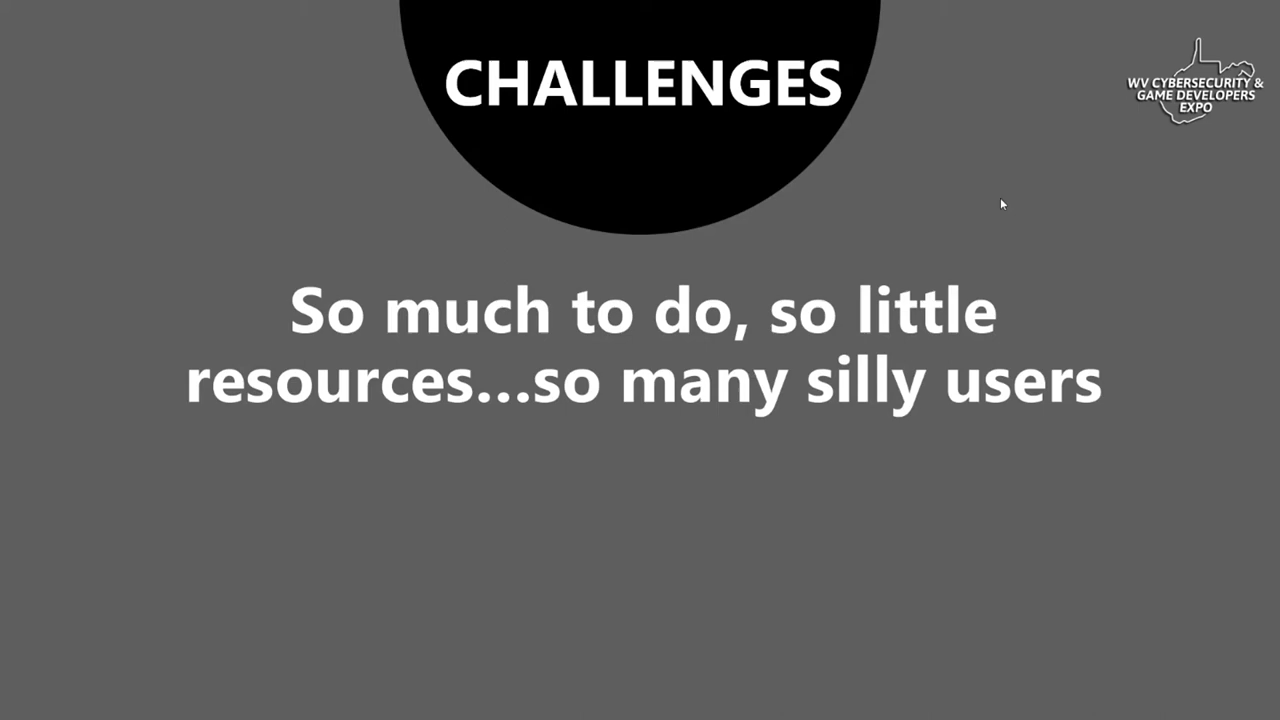 CHALLENGES
WV CYBERSECURITY &
GAME DEVELOPERS
EXPO
So much to do, so little
resources...so many silly users